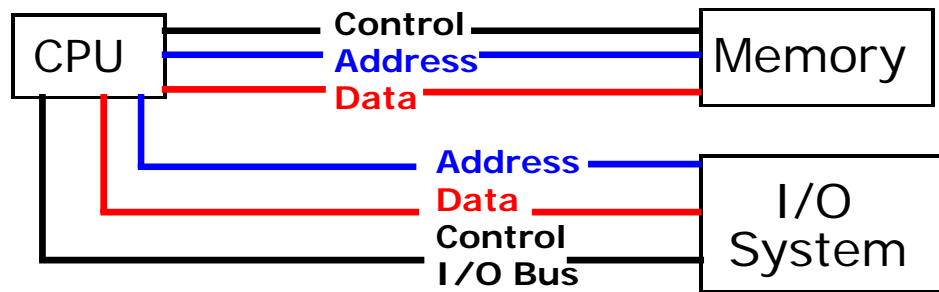 CPU
Control
Address
Data
Memory
Address
Data
Control
I/O Bus
I/O
System